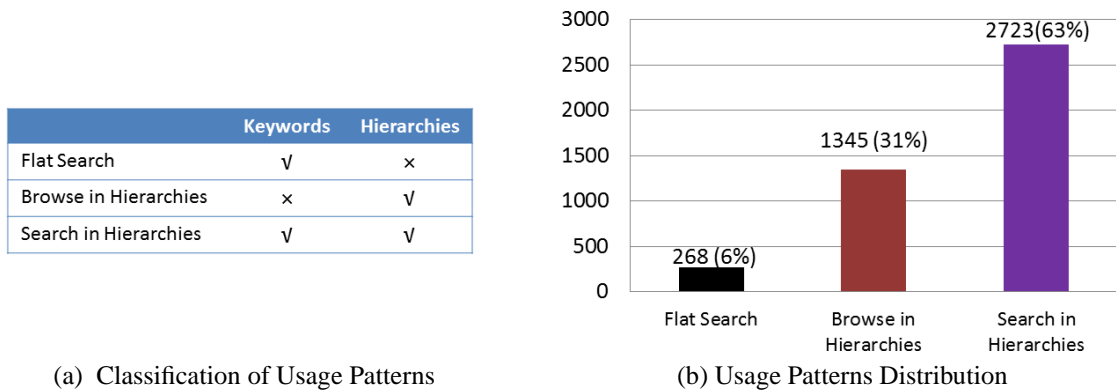 Keywords Hierarchies
Flat Search √ ×
Browse in Hierarchies × √
Search in Hierarchies √ √
(a) Classification of Usage Patterns
3000
2500
2000
1500
1000
500
0
268 (6%)
1345 (31%)
2723(63%)
Flat Search
Browse in
Hierarchies
Search in
Hierarchies
(b) Usage Patterns Distribution